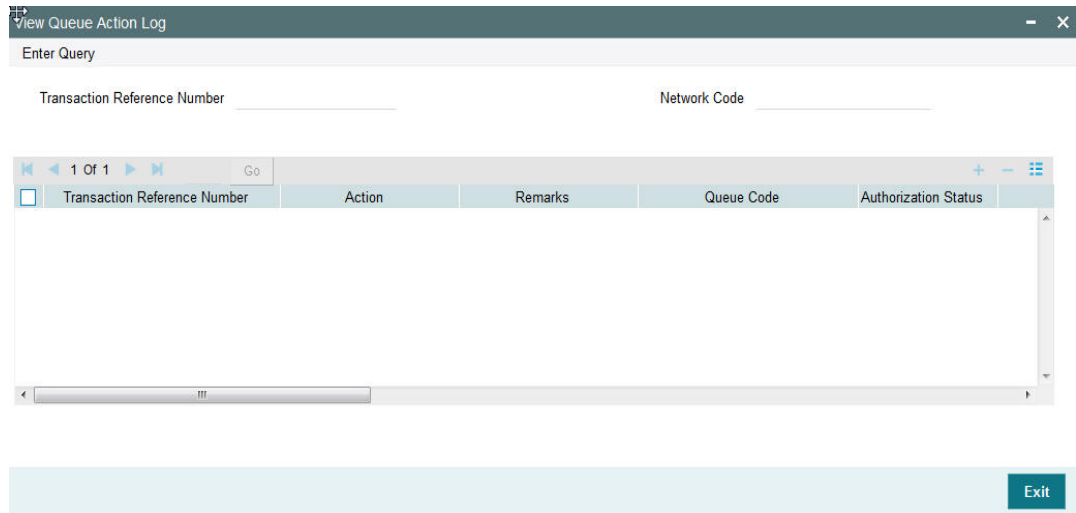 View Queue Action Log
Enter Query
Transaction Reference Number Network Code
1 Of 1 Go
Transaction Reference Number Action Remarks Queue Code Authorization Status
Exit